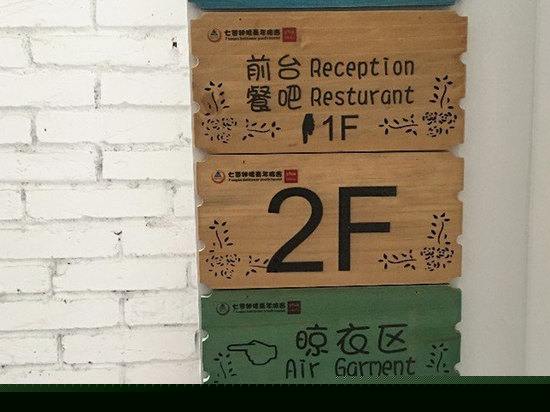 前台 Reception
餐吧 Resturant
1F
2F
晾衣区
Air Garment